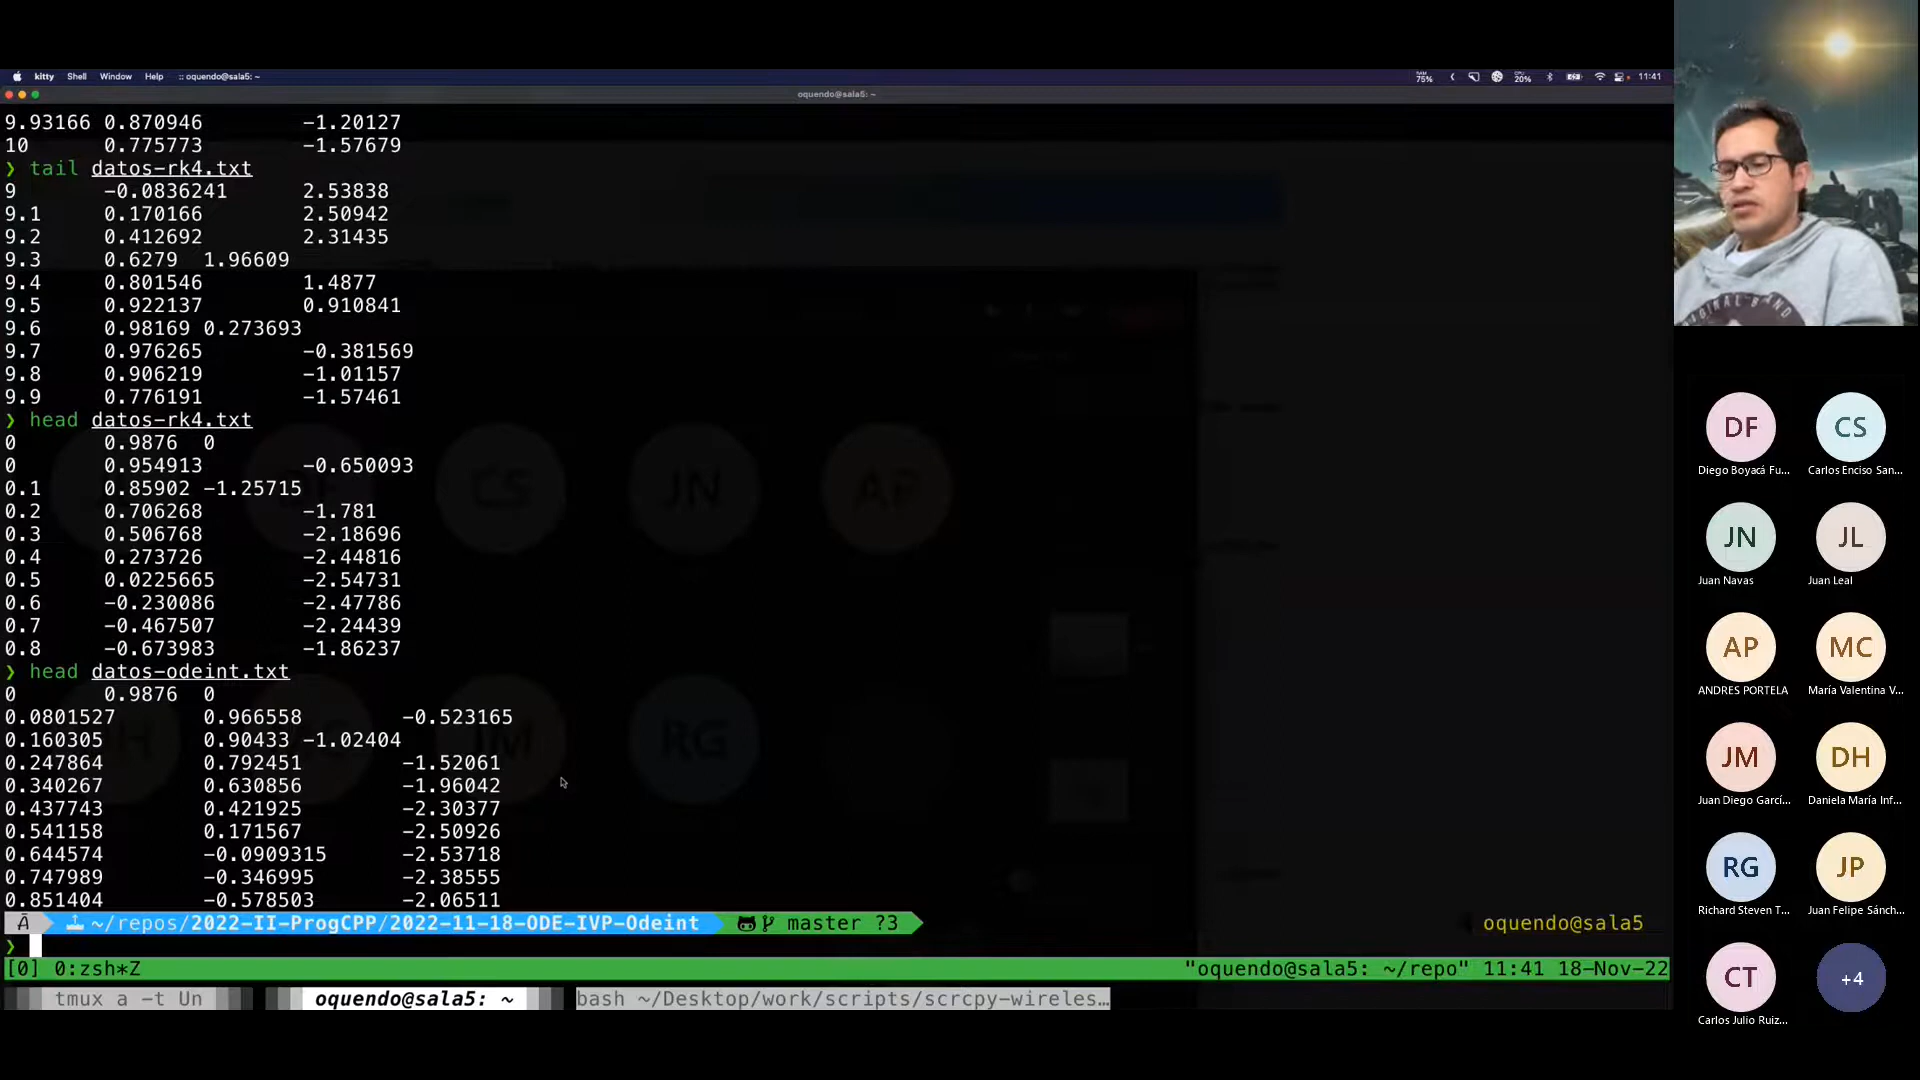 kitty Shell Window Help :: oquendo@sala5: ~
75% 20% 11:41
oquendo@sala5: ~
9.93166 0.870946 -1.20127
10 0.775773 -1.57679
❯ tail datos-rk4.txt
9 -0.0836241 2.53838
9.1 0.170166 2.50942
9.2 0.412692 2.31435
9.3 0.6279 1.96609
9.4 0.801546 1.4877
9.5 0.922137 0.910841
9.6 0.98169 0.273693
9.7 0.976265 -0.381569
9.8 0.906219 -1.01157
9.9 0.776191 -1.57461
❯ head datos-rk4.txt
0 0.9876 0
0 0.954913 -0.650093
0.1 0.85902 -1.25715
0.2 0.706268 -1.781
0.3 0.506768 -2.18696
0.4 0.273726 -2.44816
0.5 0.0225665 -2.54731
0.6 -0.230086 -2.47786
0.7 -0.467507 -2.24439
0.8 -0.673983 -1.86237
❯ head datos-odeint.txt
0 0.9876 0
0.0801527 0.966558 -0.523165
0.160305 0.90433 -1.02404
0.247864 0.792451 -1.52061
0.340267 0.630856 -1.96042
0.437743 0.421925 -2.30377
0.541158 0.171567 -2.50926
0.644574 -0.0909315 -2.53718
0.747989 -0.346995 -2.38555
0.851404 -0.578503 -2.06511
~/repos/2022-II-ProgCPP/2022-11-18-ODE-IVP-Odeint master ?3 oquendo@sala5
❯
[0] 0:zsh*Z "oquendo@sala5: ~/repo" 11:41 18-Nov-22
tmux a -t Un oquendo@sala5: ~ bash ~/Desktop/work/scripts/scrcpy-wireles…
CS JN AF
JM RG
DF CS
Diego Boyacá Fu... Carlos Enciso San...
JN JL
Juan Navas Juan Leal
AP MC
ANDRES PORTELA María Valentina V...
JM DH
Juan Diego Garcí... Daniela María Inf...
RG JP
Richard Steven T... Juan Felipe Sánch...
CT +4
Carlos Julio Ruiz...